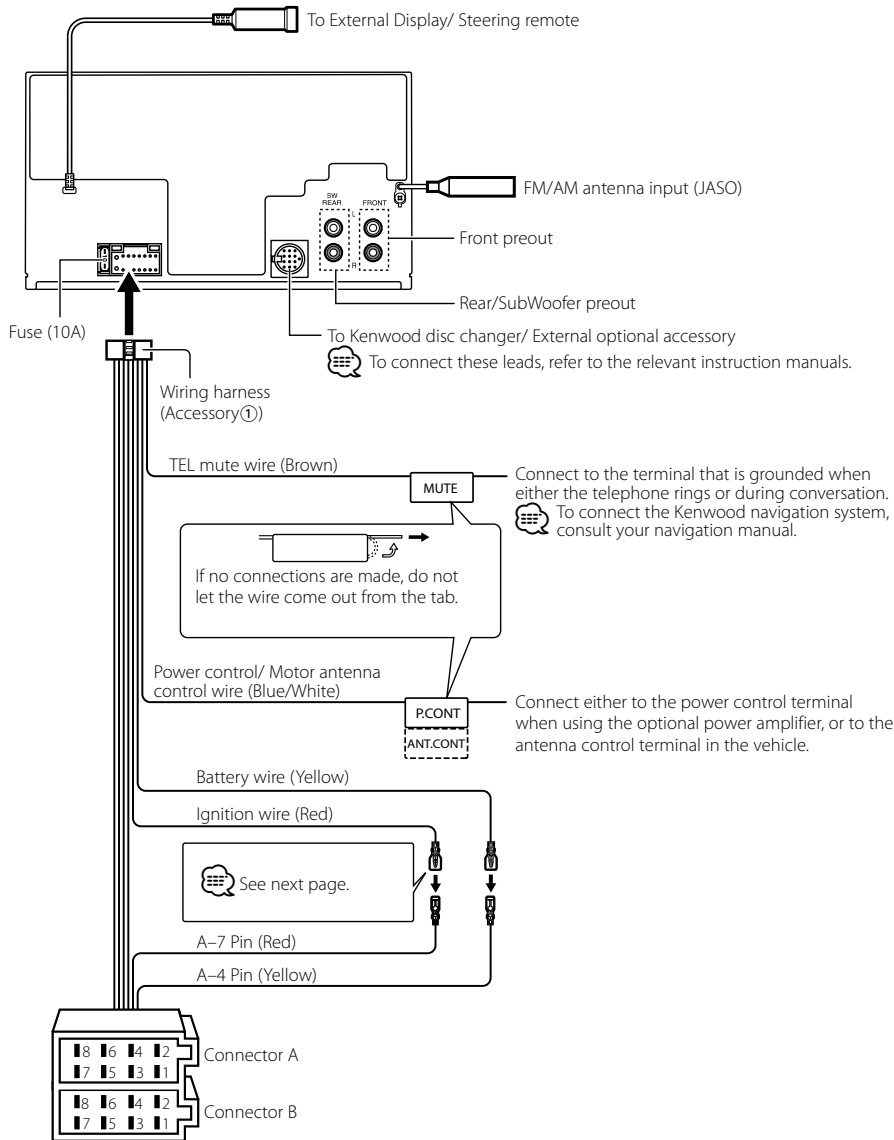 To External Display/ Steering remote
FM/AM antenna input (JASO)
SW
REAR
FRONT
L
R
Front preout
Rear/SubWoofer preout
Fuse (10A)
To Kenwood disc changer/ External optional accessory
To connect these leads, refer to the relevant instruction manuals.
Wiring harness
(Accessory①)
TEL mute wire (Brown)
MUTE
Connect to the terminal that is grounded when
either the telephone rings or during conversation.
To connect the Kenwood navigation system,
consult your navigation manual.
If no connections are made, do not
let the wire come out from the tab.
Power control/ Motor antenna
control wire (Blue/White)
P.CONT
ANT.CONT
Connect either to the power control terminal
when using the optional power amplifier, or to the
antenna control terminal in the vehicle.
Battery wire (Yellow)
Ignition wire (Red)
See next page.
A–7 Pin (Red)
A–4 Pin (Yellow)
8 6 4 2
7 5 3 1
Connector A
8 6 4 2
7 5 3 1
Connector B